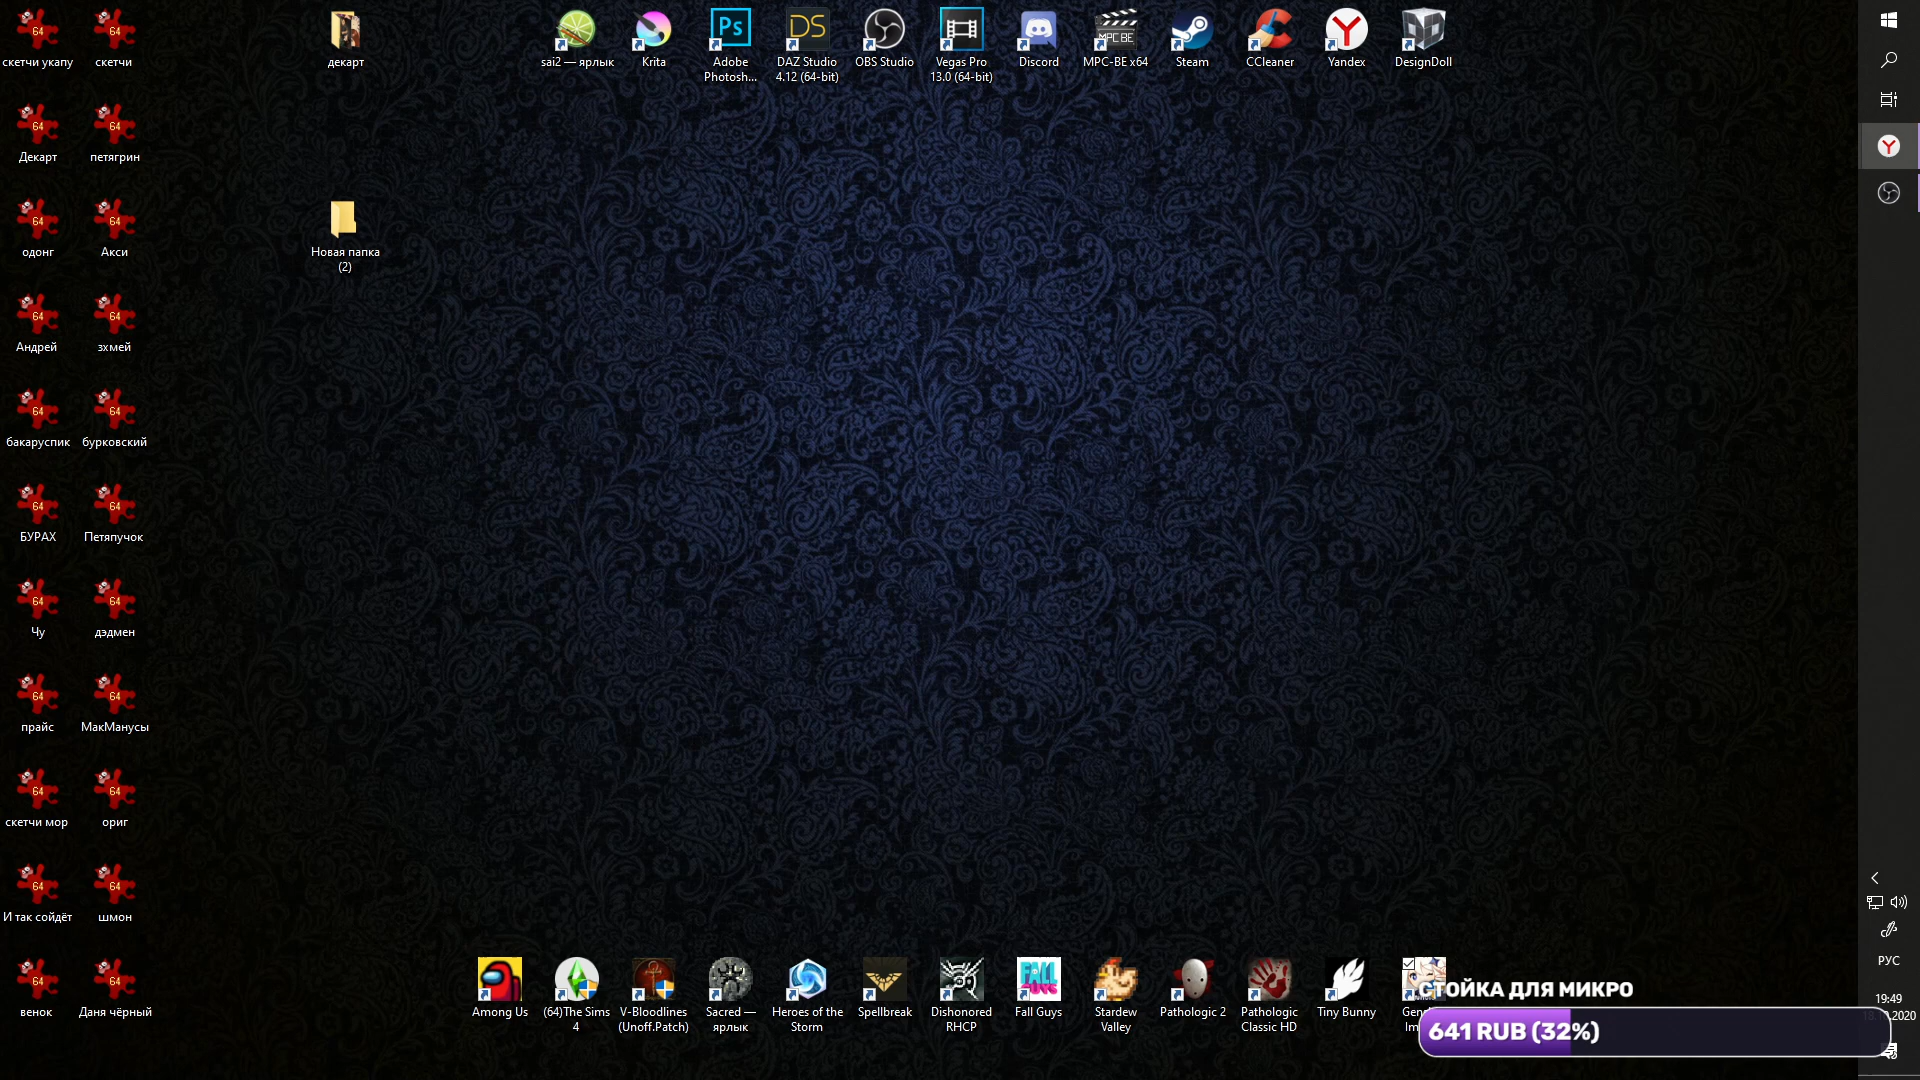 скетчи укапу
скетчи
декарт
sai2 — ярлык
Krita
Adobe
Photosh...
DAZ Studio
4.12 (64-bit)
OBS Studio
Vegas Pro
13.0 (64-bit)
Discord
MPC-BE x64
Steam
CCleaner
Yandex
DesignDoll
Декарт
петягрин
одонг
Акси
Новая папка
(2)
Андрей
зхмей
бакаруспик
бурковский
БУРАХ
Петяпучок
Чу
дэдмен
прайс
МакМанусы
скетчи мор
ориг
И так сойдёт
шмон
венок
Даня чёрный
Among Us
(64)The Sims
4
V-Bloodlines
(Unoff.Patch)
Sacred —
ярлык
Heroes of the
Storm
Spellbreak
Dishonored
RHCP
Fall Guys
Stardew
Valley
Pathologic 2
Pathologic
Classic HD
Tiny Bunny
РУС
СТОЙКА ДЛЯ МИКРО
19:49
641 RUB (32%)